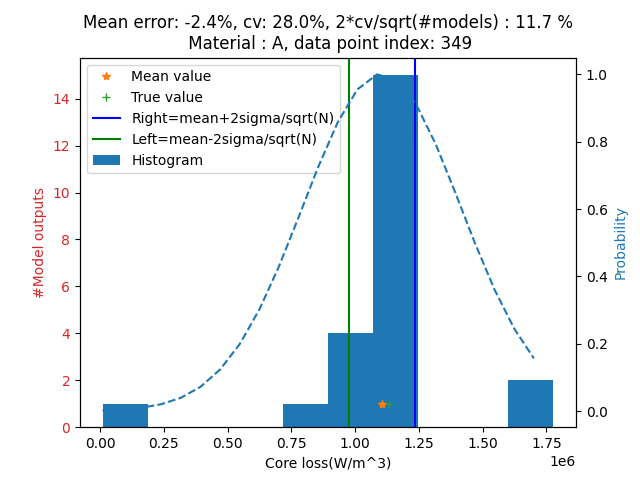 Mean error: -2.4%, cv: 28.0%, 2*cv/sqrt(#models) : 11.7 %
Material : A, data point index: 349
Mean value
True value
Right=mean+2sigma/sqrt(N)
Left=mean-2sigma/sqrt(N)
Histogram
14
12
10
8
6
4
2
0
#Model outputs
1.0
0.8
0.6
0.4
0.2
0.0
Probability
0.00 0.25 0.50 0.75 1.00 1.25 1.50 1.75
1e6
Core loss(W/m^3)